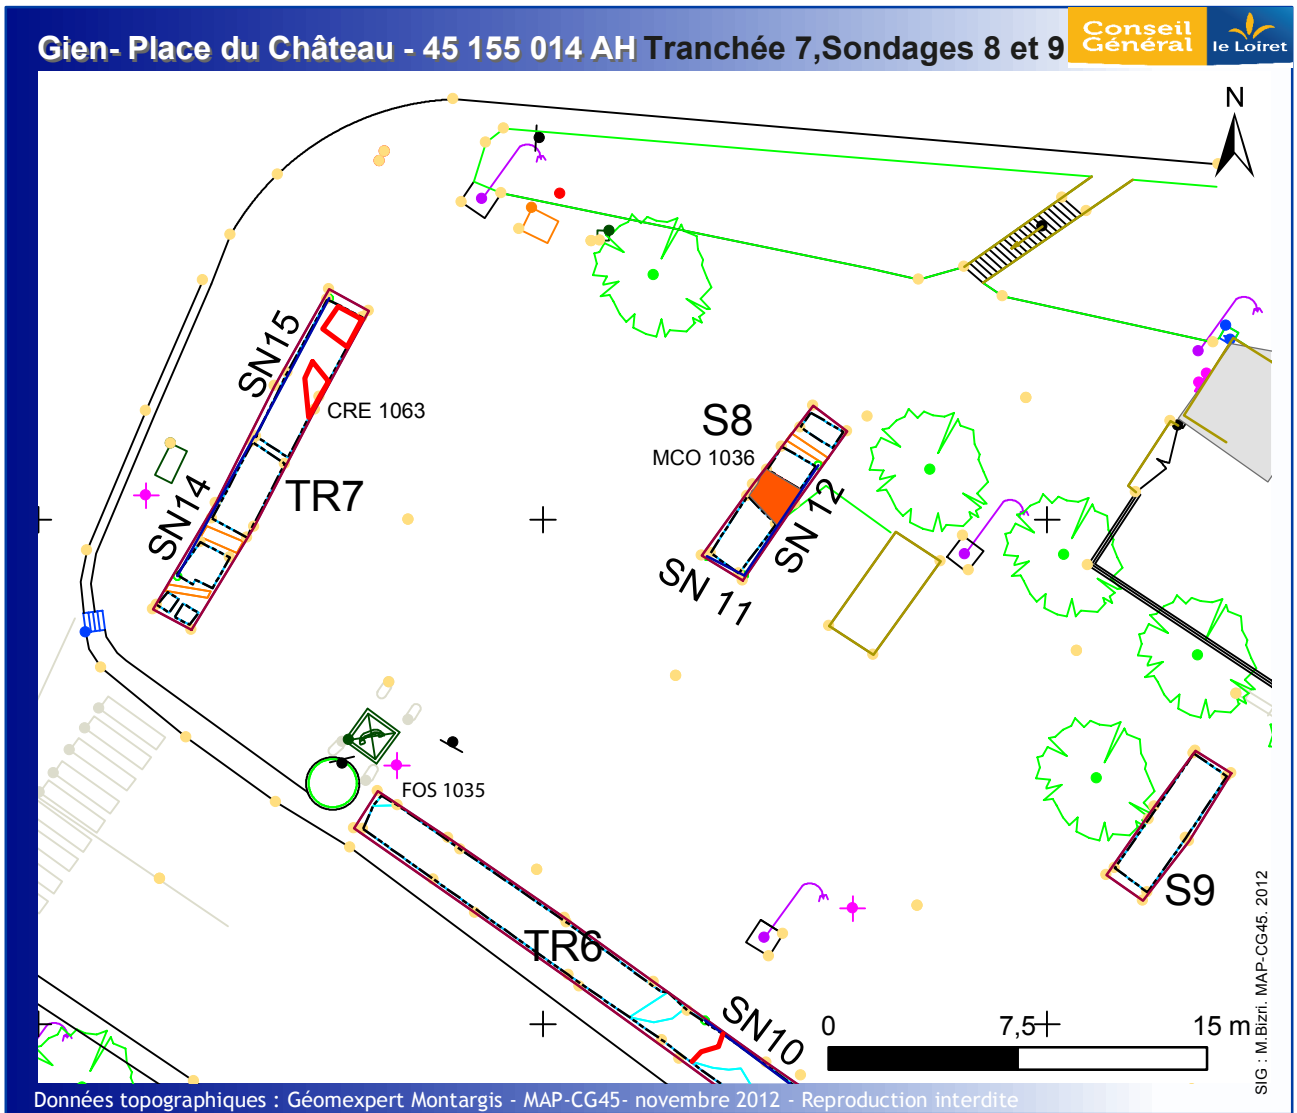 Gien- Place du Château - 45 155 014 AH Tranchée 7,Sondages 8 et 9
Conseil
Général
le Loiret
N
SN15
CRE 1063
S8
MCO 1036
TR7
SN14
SN 12
SN 11
FOS 1035
S9
TR6
SN10
0 7,5 15 m
SIG : M.Bizri. MAP-CG45. 2012
Données topographiques : Géomexpert Montargis - MAP-CG45- novembre 2012 - Reproduction interdite